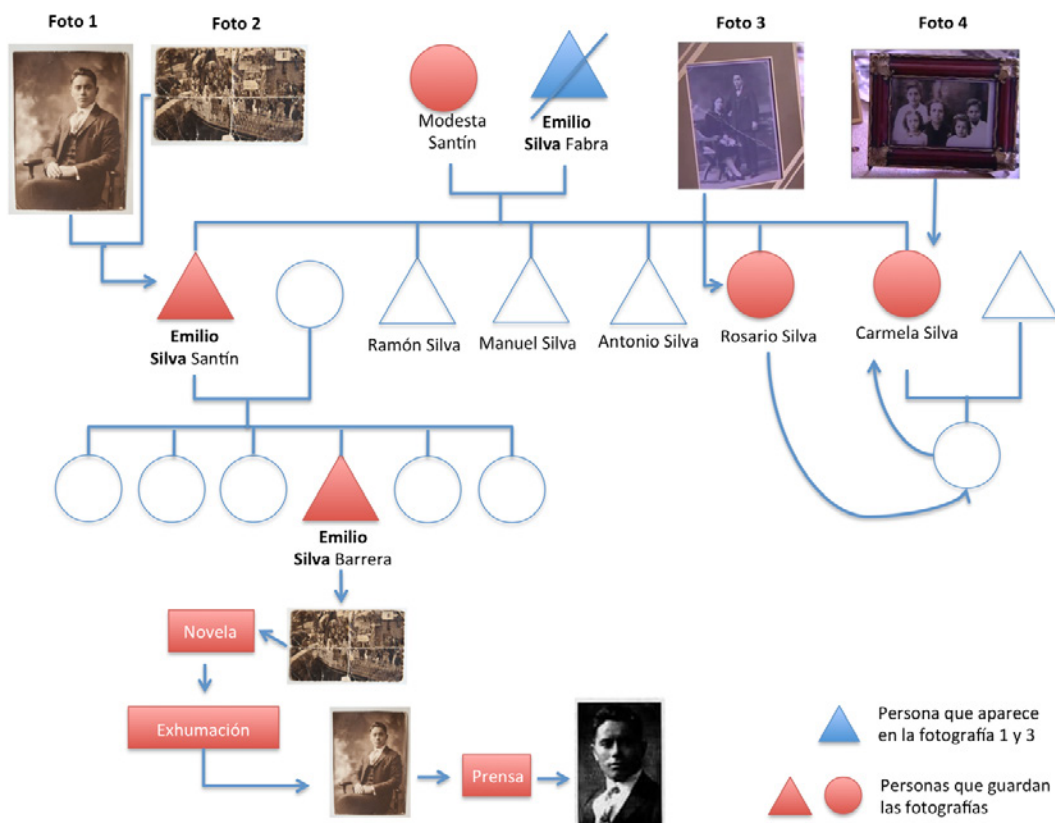 Foto 1
Foto 2
Foto 3
Foto 4
Modesta
Santín
Emilio
Silva Fabra
Emilio
Silva Santín
Ramón Silva
Manuel Silva
Antonio Silva
Rosario Silva
Carmela Silva
Emilio
Silva Barrera
Novela
Exhumación
Prensa
Persona que aparece
en la fotografía 1 y 3
Personas que guardan
las fotografías